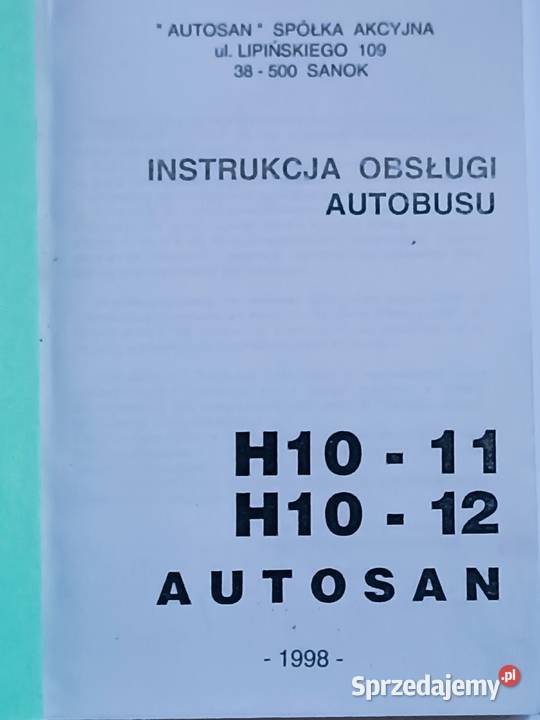 " AUTOSAN " SPÓŁKA AKCYJNA
ul. LIPIŃSKIEGO 109
38 - 500 SANOK
INSTRUKCJA OBSŁUGI
AUTOBUSU
H10 - 11
H10 - 12
AUTOSAN
- 1998 -
Sprzedajemy.pl